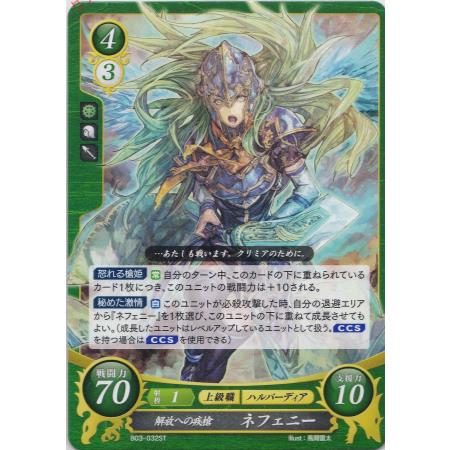 4
3
…あたしも戦います。クリミアのために。
怒れる槍姫 常 自分のターン中、このカードの下に重ねられている
カード1枚につき、このユニットの戦闘力は+10される。
秘めた激情 自 このユニットが必殺攻撃した時、自分の退避エリア
から『ネフェニー』を1枚選び、このユニットの下に重ねて成長させても
よい。(成長したユニットはレベルアップしているユニットとして扱う。CCS
を持つ場合は CCS を使用できる)
戦闘力
70
射程
1
上級職
ハルバーディア
支援力
10
解放への疾槍 ネフェニー
B03-032ST
Illust:風間雷太